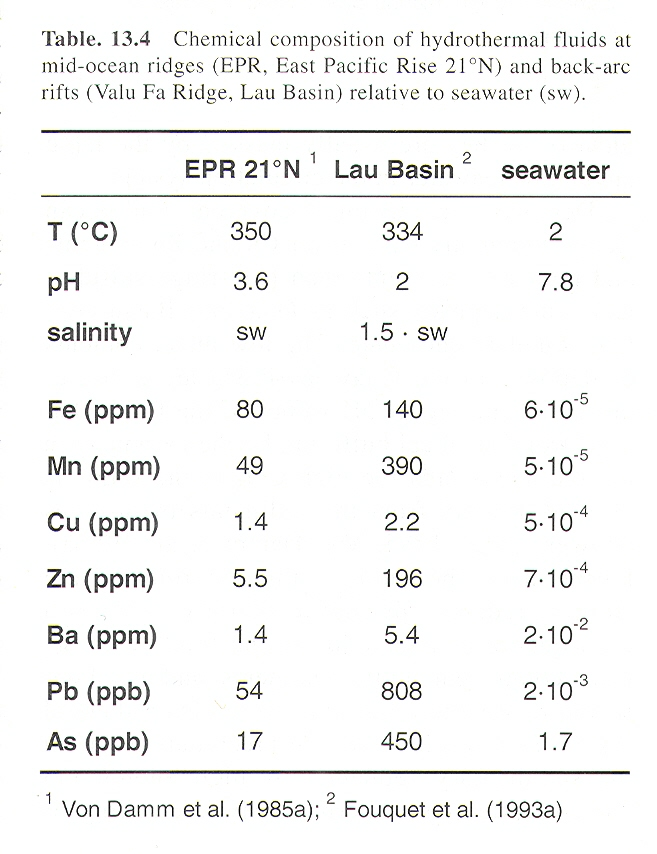 Table. 13.4 Chemical composition of hydrothermal fluids at
mid-ocean ridges (EPR, East Pacific Rise 21°N) and back-arc
rifts (Valu Fa Ridge, Lau Basin) relative to seawater (sw).
EPR 21°N ¹ Lau Basin ² seawater
T (°C) 350 334 2
pH 3.6 2 7.8
salinity sw 1.5 · sw
Fe (ppm) 80 140 6·10⁻⁵
Mn (ppm) 49 390 5·10⁻⁵
Cu (ppm) 1.4 2.2 5·10⁻⁴
Zn (ppm) 5.5 196 7·10⁻⁴
Ba (ppm) 1.4 5.4 2·10⁻²
Pb (ppb) 54 808 2·10⁻³
As (ppb) 17 450 1.7
¹ Von Damm et al. (1985a); ² Fouquet et al. (1993a)